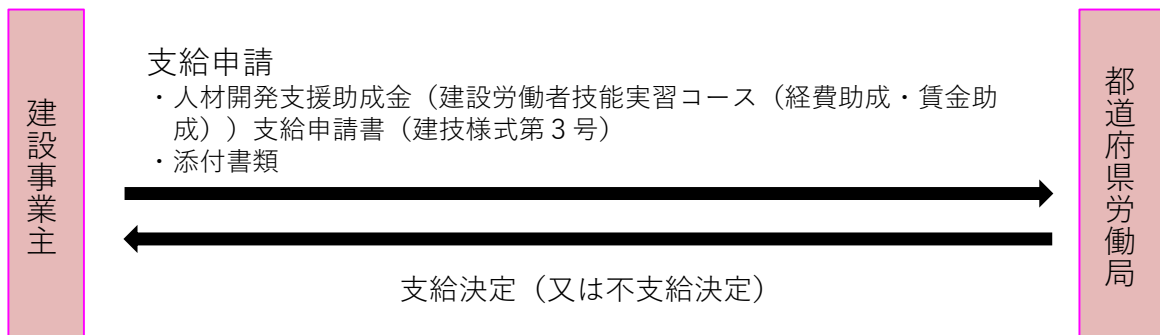 建設事業主
支給申請
・人材開発支援助成金（建設労働者技能実習コース（経費助成・賃金助
成））支給申請書（建技様式第３号）
・添付書類
支給決定（又は不支給決定）
都道府県労働局